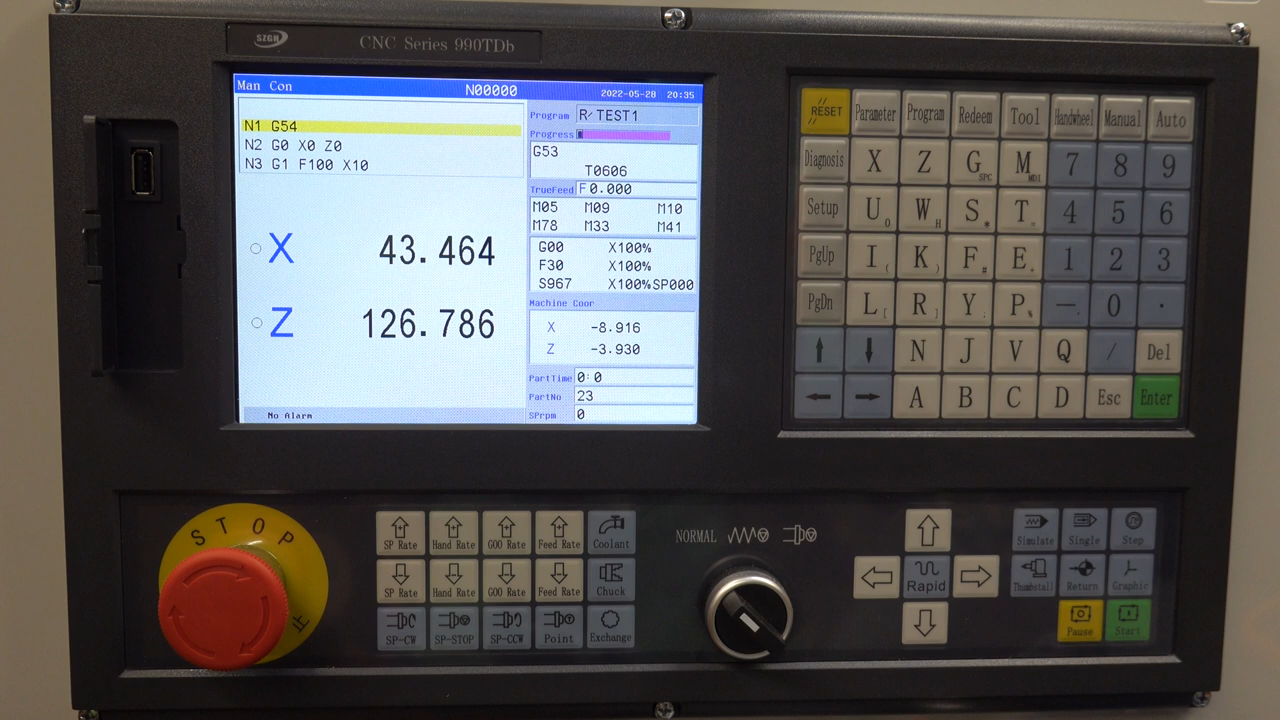 SZGH CNC Series 990TDb
Man Con N00000 2022-05-28 20:35
N1 G54
N2 G0 X0 Z0
N3 G1 F100 X10
X 43.464
Z 126.786
No Alarm
Program R/TEST1
Progress
G53
T0606
TrueFeed F0.000
M05 M09 M10
M78 M33 M41
G00 X100%
F30 X100%
S967 X100%SP000
Machine Coor
X -8.916
Z -3.930
PartTime 0:0
PartNo 23
SPrpm 0
RESET Parameter Program Redeem Tool Handwheel Manual Auto
Diagnosis X Z G SPC M MDI 7 8 9
Setup U O W H S * T = 4 5 6
PgUp I ( K ) F # E + 1 2 3
PgDn L [ R ] Y ; P % — 0 .
↑ ↓ N J V Q / Del
← → A B C D Esc Enter
STOP
止
SP Rate Hand Rate G00 Rate Feed Rate Coolant
SP Rate Hand Rate G00 Rate Feed Rate Chuck
SP-CW SP-STOP SP-CCW Point Exchange
NORMAL
Rapid
Simulate Single Step
Thumbstall Return Graphic
Pause Start